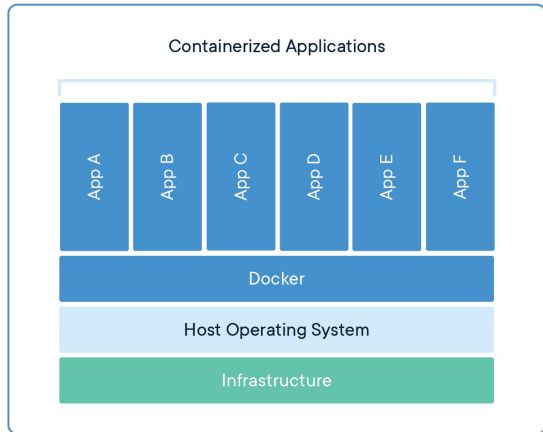 Containerized Applications
App A
App B
App C
App D
App E
App F
Docker
Host Operating System
Infrastructure